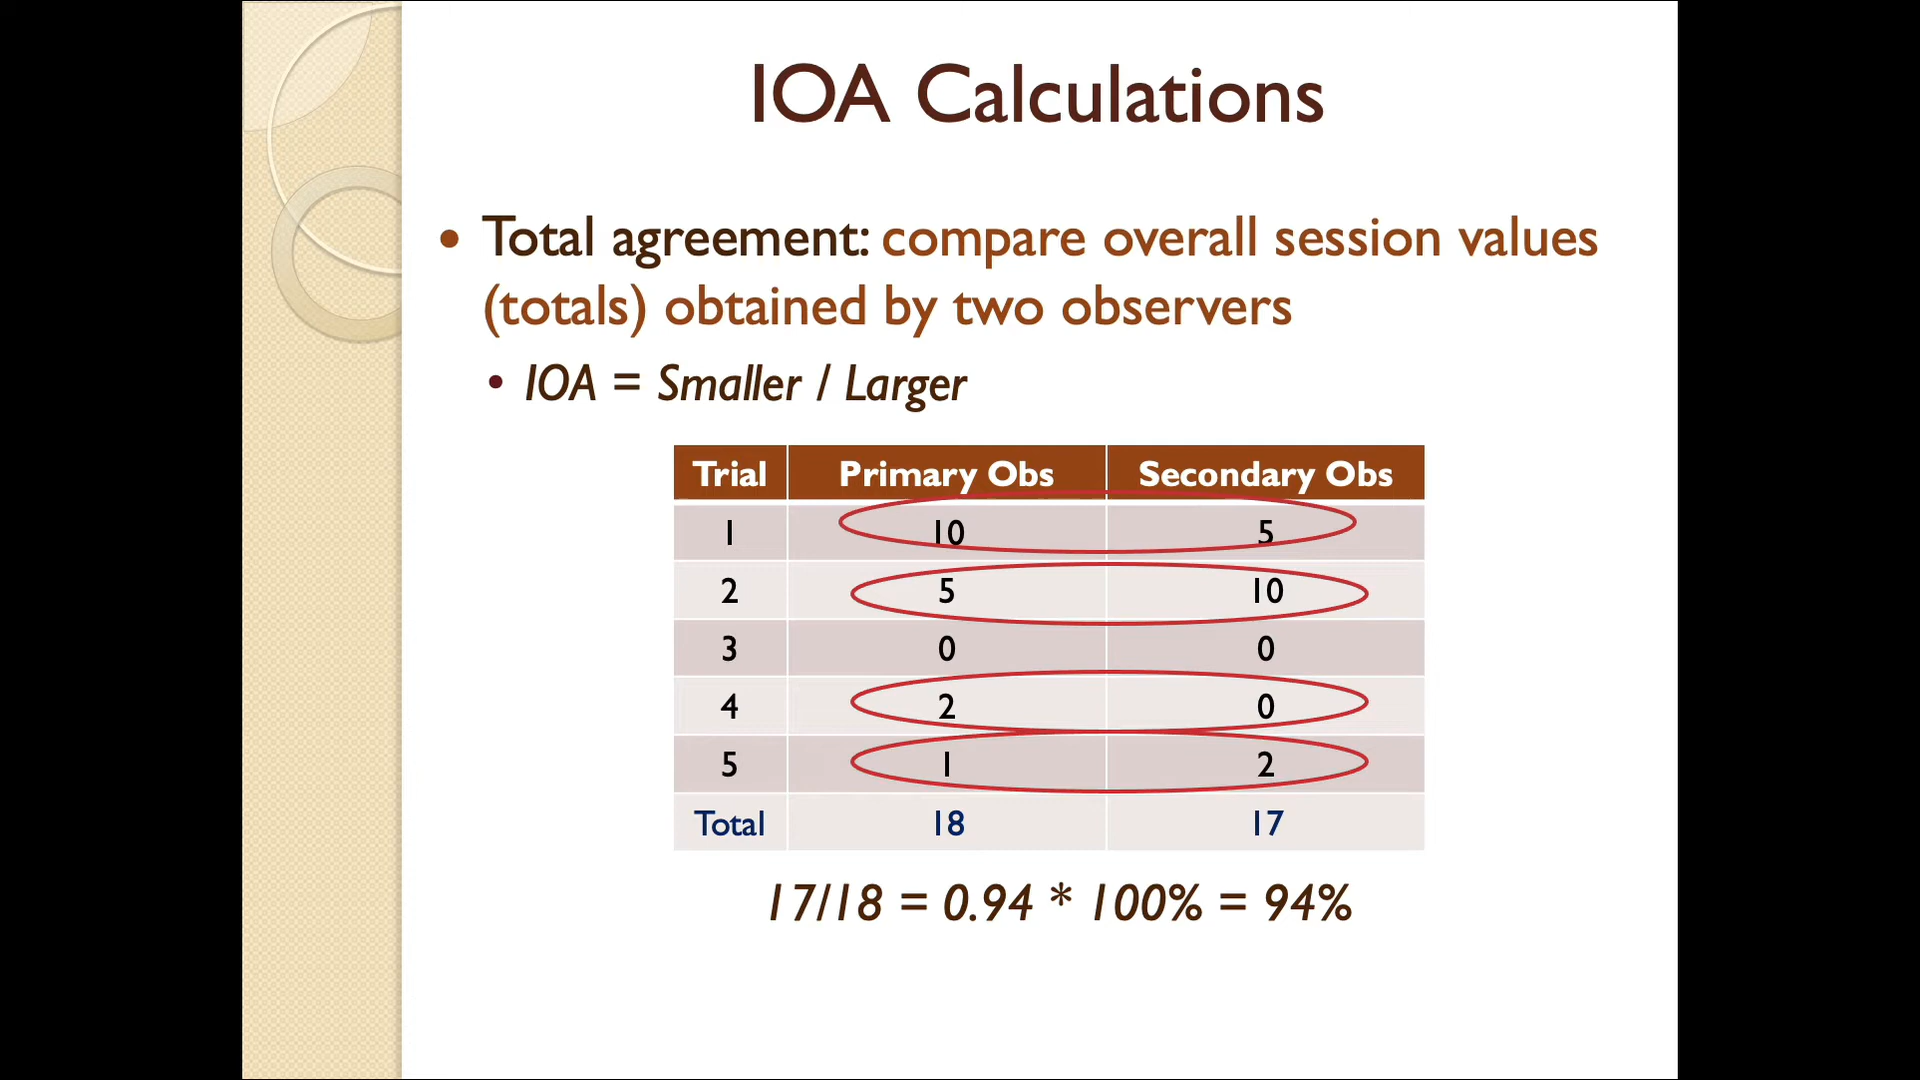 IOA Calculations
• Total agreement: compare overall session values
(totals) obtained by two observers
• IOA = Smaller / Larger
Trial Primary Obs Secondary Obs
1 10 5
2 5 10
3 0 0
4 2 0
5 1 2
Total 18 17
17/18 = 0.94 * 100% = 94%